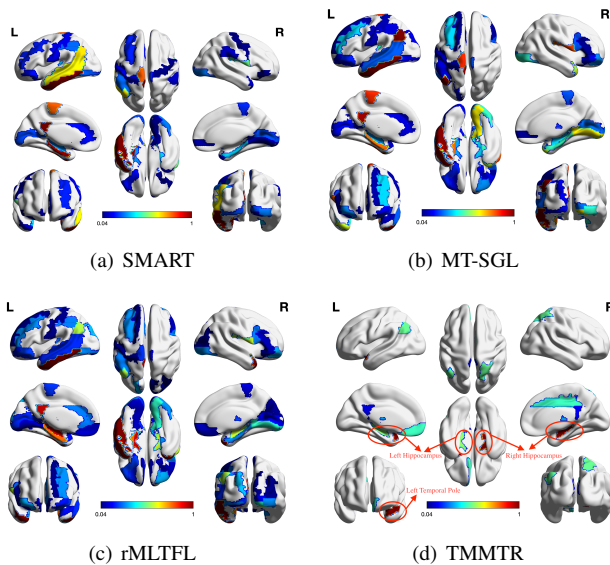 L
R
0.04
1
(a) SMART
L
R
0.04
1
(b) MT-SGL
L
R
0.04
1
(c) rMLTFL
L
R
Left Hippocampus
Right Hippocampus
Left Temporal Pole
0.04
1
(d) TMMTR